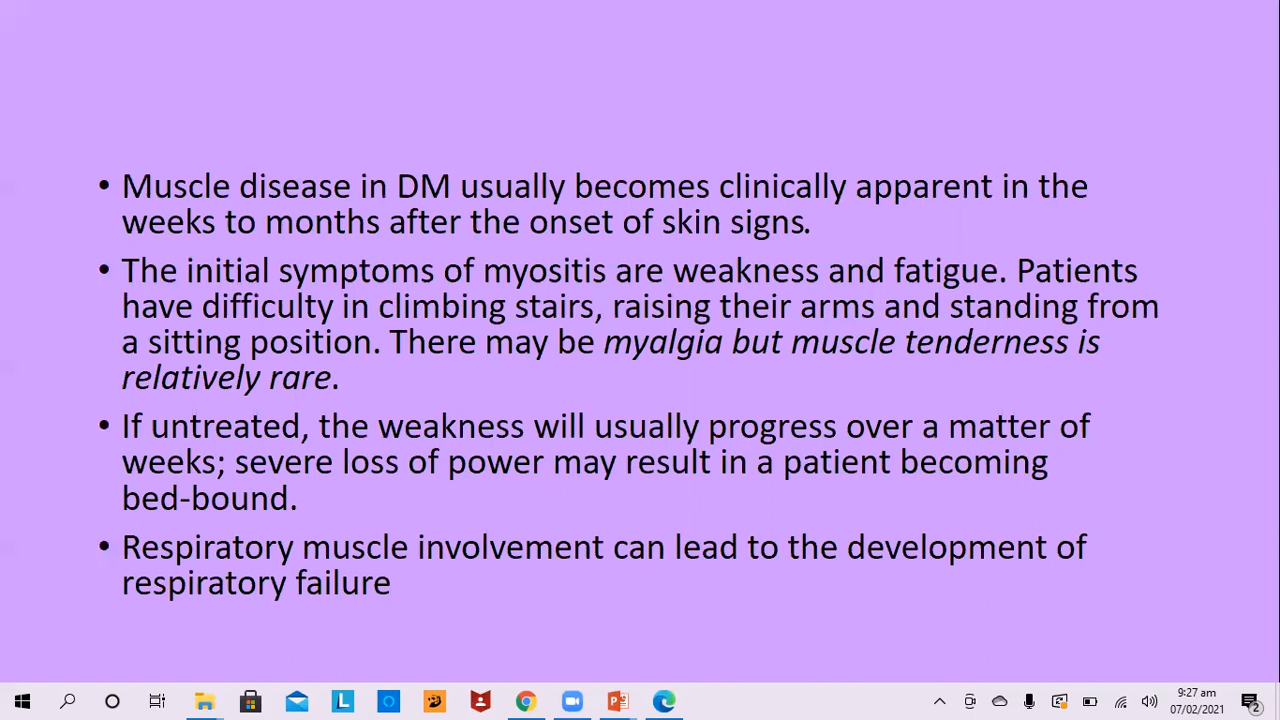 • Muscle disease in DM usually becomes clinically apparent in the
weeks to months after the onset of skin signs.
• The initial symptoms of myositis are weakness and fatigue. Patients
have difficulty in climbing stairs, raising their arms and standing from
a sitting position. There may be myalgia but muscle tenderness is
relatively rare.
• If untreated, the weakness will usually progress over a matter of
weeks; severe loss of power may result in a patient becoming
bed-bound.
• Respiratory muscle involvement can lead to the development of
respiratory failure
L
P
9:27 am
07/02/2021
2